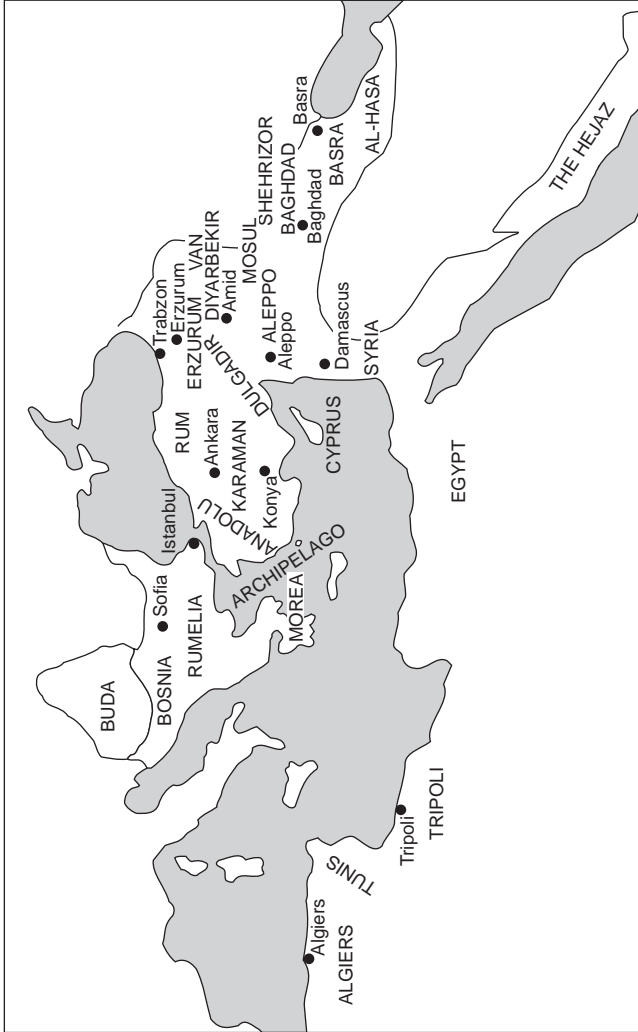 BUDA
BOSNIA
Sofia
RUMELIA
Istanbul
RUM
Ankara
ANADOLU
KARAMAN
Konya
ARCHIPELAGO
MOREA
Trabzon
Erzurum
ERZURUM
VAN
DIYARBEKIR
Amid
MOSUL
DULGADIR
ALEPPO
Aleppo
SHEHRIZOR
BAGHDAD
Baghdad
Basra
BASRA
AL-HASA
Damascus
SYRIA
CYPRUS
THE HEJAZ
EGYPT
Algiers
ALGIERS
TUNIS
Tripoli
TRIPOLI